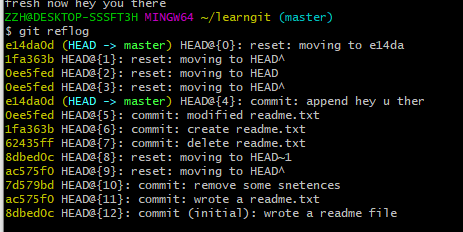 fresh now hey you there
ZZH@DESKTOP-SSSFT3H MINGW64 ~/learngit (master)
$ git reflog
e14da0d (HEAD -> master) HEAD@{0}: reset: moving to e14da
1fa363b HEAD@{1}: reset: moving to HEAD^
0ee5fed HEAD@{2}: reset: moving to HEAD
0ee5fed HEAD@{3}: reset: moving to HEAD^
e14da0d (HEAD -> master) HEAD@{4}: commit: append hey u ther
0ee5fed HEAD@{5}: commit: modified readme.txt
1fa363b HEAD@{6}: commit: create readme.txt
62435ff HEAD@{7}: commit: delete readme.txt
8dbed0c HEAD@{8}: reset: moving to HEAD~1
ac575f0 HEAD@{9}: reset: moving to HEAD^
7d579bd HEAD@{10}: commit: remove some snetences
ac575f0 HEAD@{11}: commit: wrote a readme.txt
8dbed0c HEAD@{12}: commit (initial): wrote a readme file